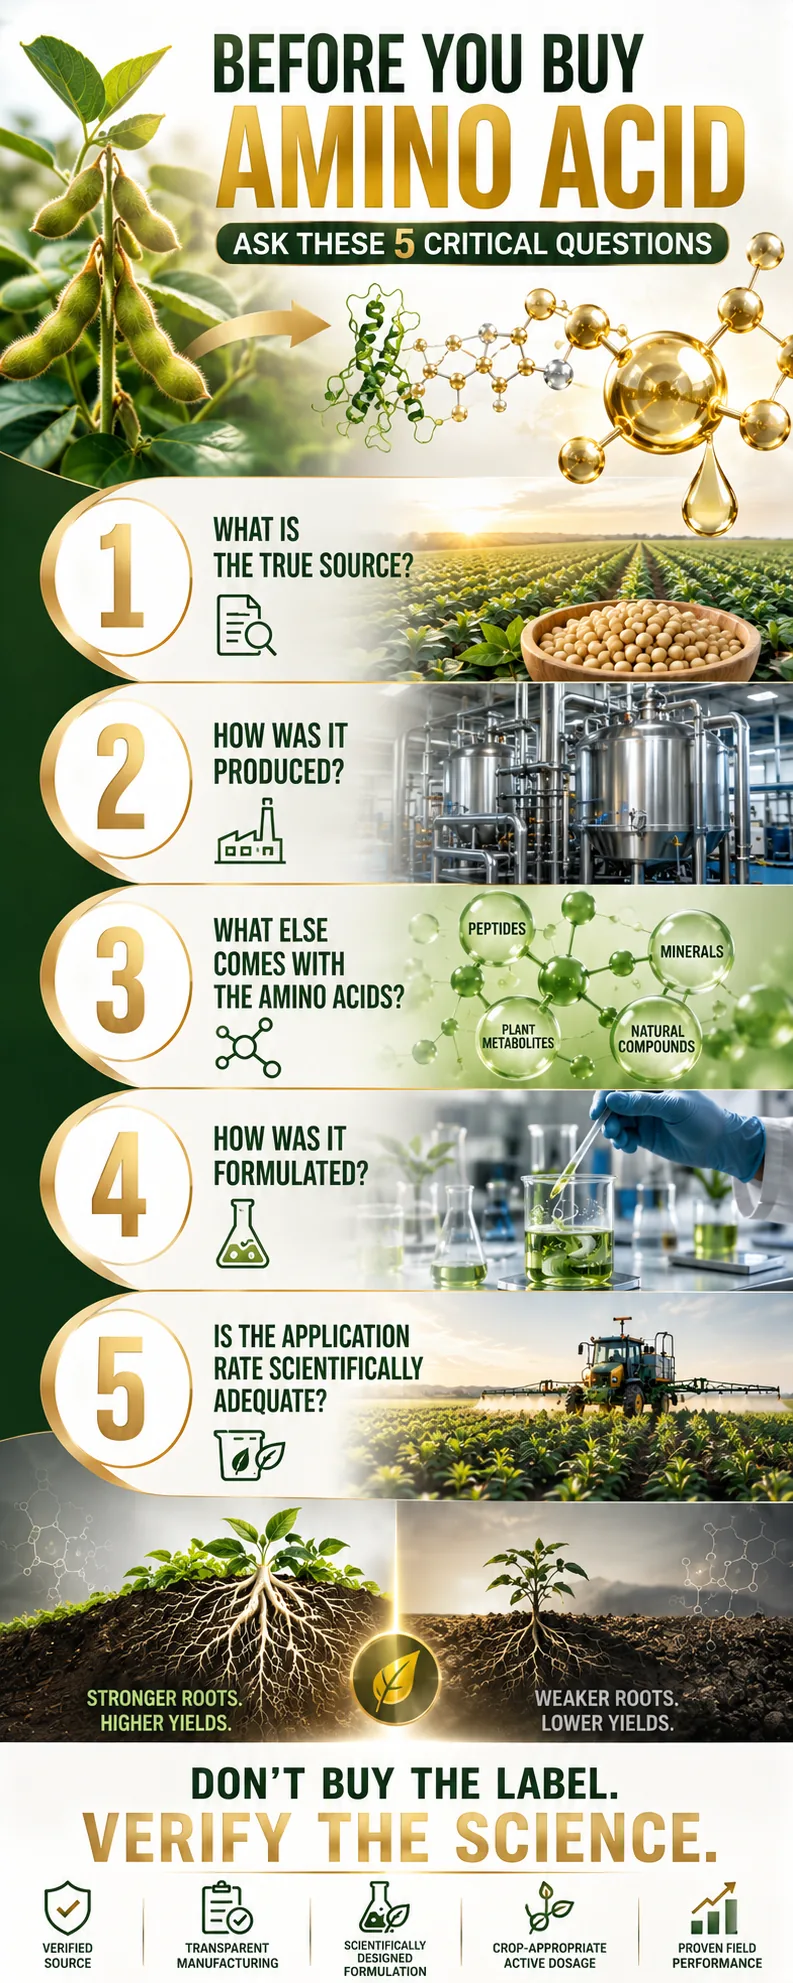 BEFORE YOU BUY
AMINO ACID
ASK THESE 5 CRITICAL QUESTIONS
1
WHAT IS
THE TRUE SOURCE?
2
HOW WAS IT
PRODUCED?
3
WHAT ELSE
COMES WITH
THE AMINO ACIDS?
PEPTIDES
MINERALS
PLANT
METABOLITES
NATURAL
COMPOUNDS
4
HOW WAS IT
FORMULATED?
5
IS THE APPLICATION
RATE SCIENTIFICALLY
ADEQUATE?
STRONGER ROOTS.
HIGHER YIELDS.
WEAKER ROOTS.
LOWER YIELDS.
DON'T BUY THE LABEL.
VERIFY THE SCIENCE.
VERIFIED
SOURCE
TRANSPARENT
MANUFACTURING
SCIENTIFICALLY
DESIGNED
FORMULATION
CROP-APPROPRIATE
ACTIVE DOSAGE
PROVEN FIELD
PERFORMANCE